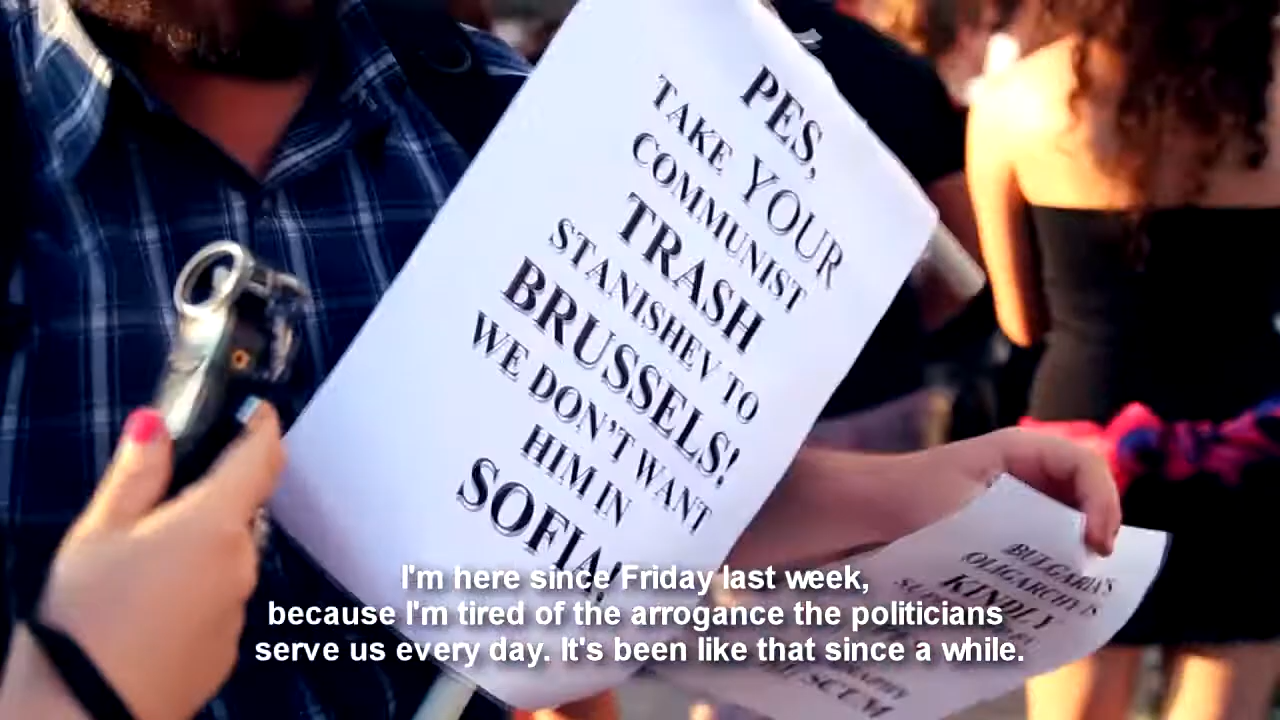 PES,
TAKE YOUR
COMMUNIST
TRASH
STANISHEV TO
BRUSSELS!
WE DON'T WANT
HIM IN
SOFIA!
BULGARIA'S
OLIGARCHY IS
KINDLY
SCUM
I'm here since Friday last week,
because I'm tired of the arrogance the politicians
serve us every day. It's been like that since a while.